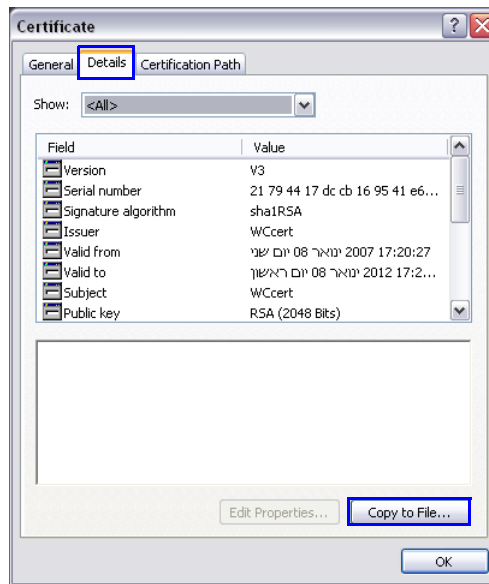 Certificate
General Details Certification Path
Show: <All>
Field Value
Version V3
Serial number 21 79 44 17 dc cb 16 95 41 e6...
Signature algorithm sha1RSA
Issuer WCcert
Valid from יום שני 08 ינואר 2007 17:20:27
Valid to יום ראשון 08 ינואר 2012 17:2...
Subject WCcert
Public key RSA (2048 Bits)
Edit Properties... Copy to File...
OK